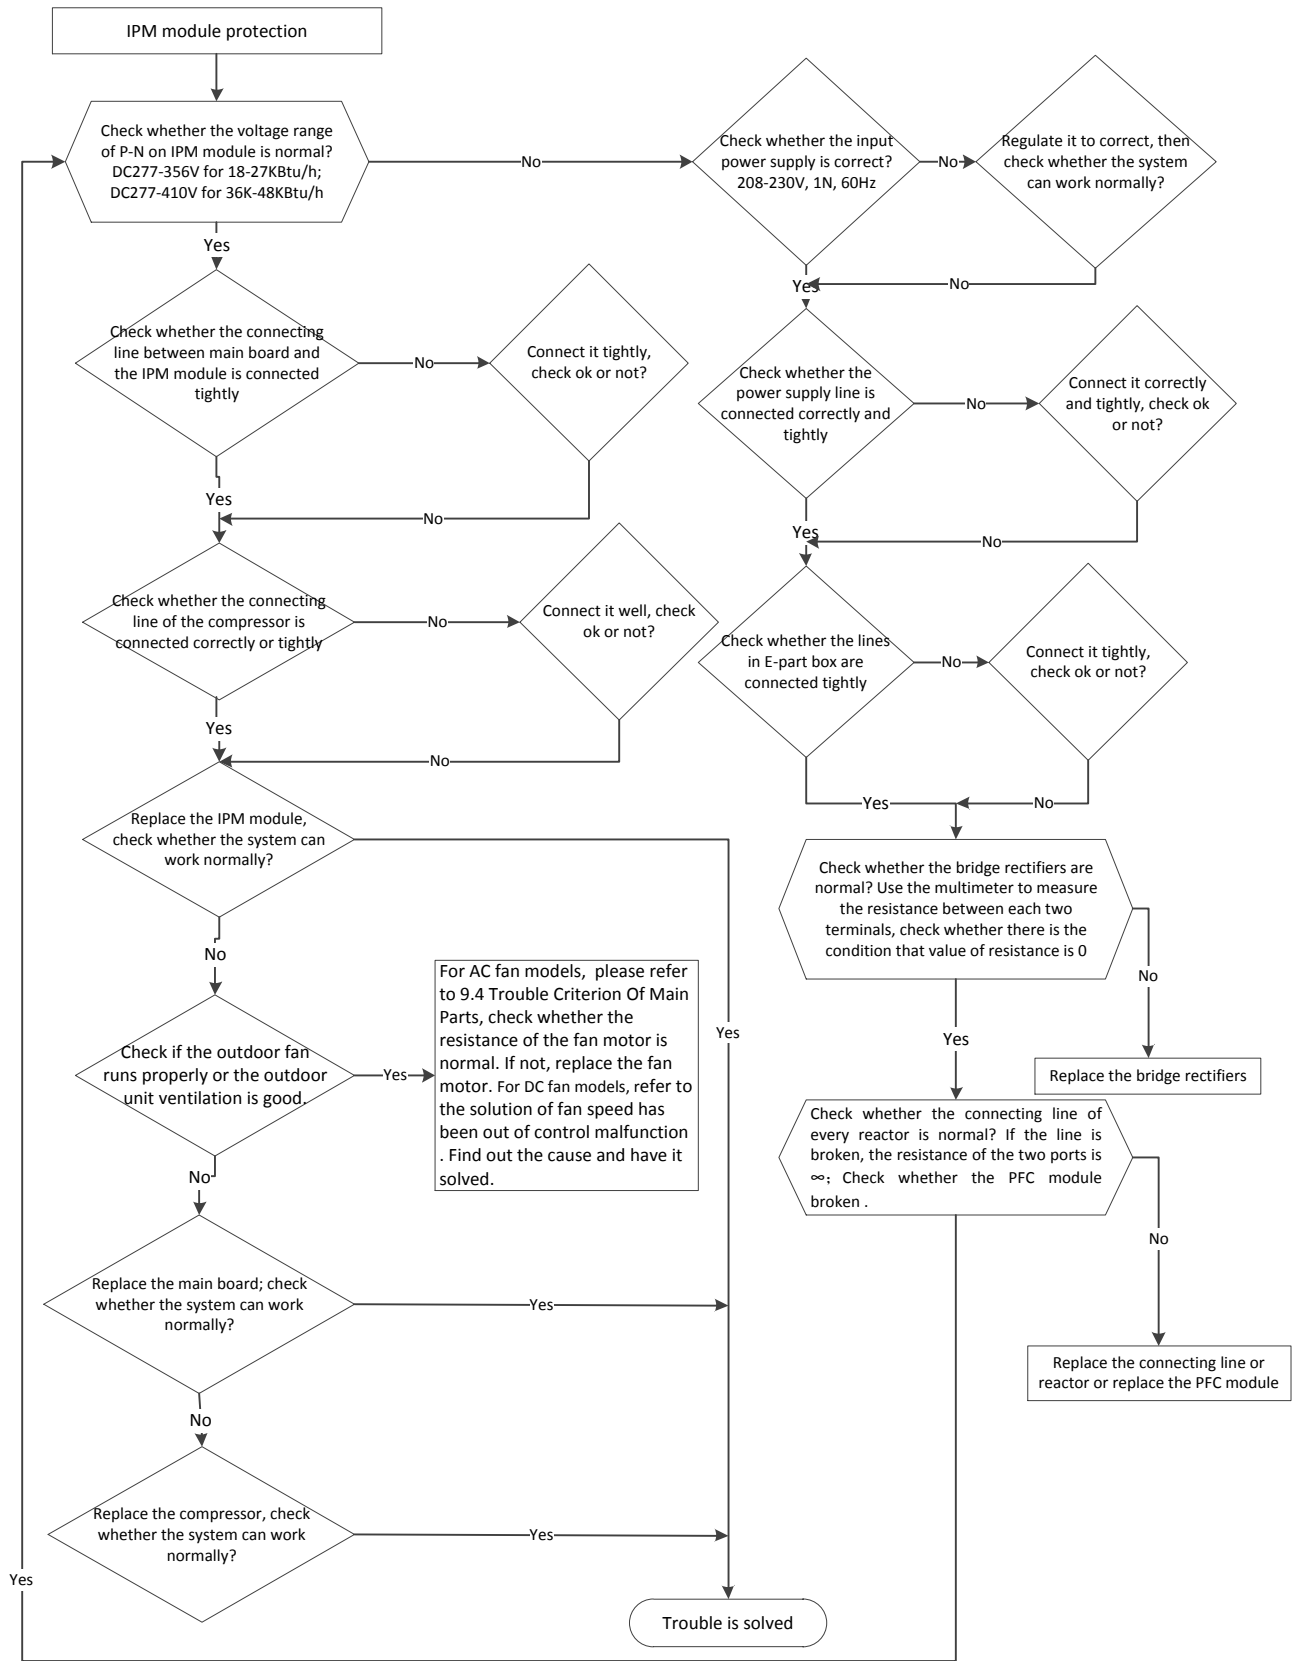 IPM module protection
Check whether the voltage range
of P-N on IPM module is normal?
DC277-356V for 18-27KBtu/h;
DC277-410V for 36K-48KBtu/h
No
Check whether the input
power supply is correct?
208-230V, 1N, 60Hz
No
Regulate it to correct, then
check whether the system
can work normally?
Yes
Yes
No
Check whether the connecting
line between main board and
the IPM module is connected
tightly
No
Connect it tightly,
check ok or not?
Check whether the
power supply line is
connected correctly and
tightly
No
Connect it correctly
and tightly, check ok
or not?
Yes
No
Yes
No
Check whether the connecting
line of the compressor is
connected correctly or tightly
No
Connect it well, check
ok or not?
Check whether the lines
in E-part box are
connected tightly
No
Connect it tightly,
check ok or not?
Yes
No
Yes
No
Replace the IPM module,
check whether the system can
work normally?
Check whether the bridge rectifiers are
normal? Use the multimeter to measure
the resistance between each two
terminals, check whether there is the
condition that value of resistance is 0
No
No
For AC fan models, please refer
to 9.4 Trouble Criterion Of Main
Parts, check whether the
resistance of the fan motor is
normal. If not, replace the fan
motor. For DC fan models, refer to
the solution of fan speed has
been out of control malfunction
. Find out the cause and have it
solved.
Yes
Yes
Check if the outdoor fan
runs properly or the outdoor
unit ventilation is good.
Yes
Replace the bridge rectifiers
Check whether the connecting line of
every reactor is normal? If the line is
broken, the resistance of the two ports is
∞; Check whether the PFC module
broken .
No
No
Replace the main board; check
whether the system can work
normally?
Yes
Replace the connecting line or
reactor or replace the PFC module
No
Replace the compressor, check
whether the system can work
normally?
Yes
Yes
Trouble is solved